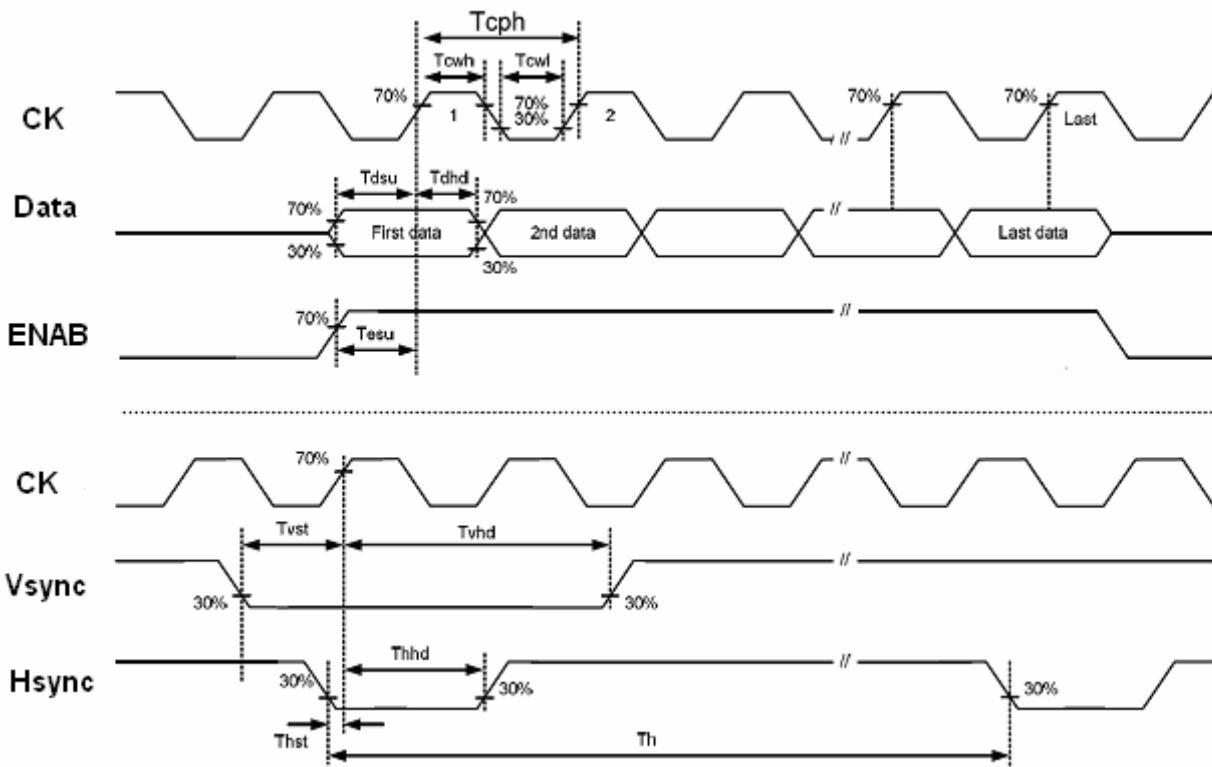 Tcph
Tcwh Tcwl
CK 70% 1 70% 30% 2 // 70% 70% Last
Tdsu Tdhd
Data 70% 70% //
First data 2nd data Last data
30% 30%
ENAB 70% //
Tesu
CK 70% //
Tvst Tvhd
Vsync 30% 30% //
Hsync Thhd //
30% 30% 30%
Thst Th